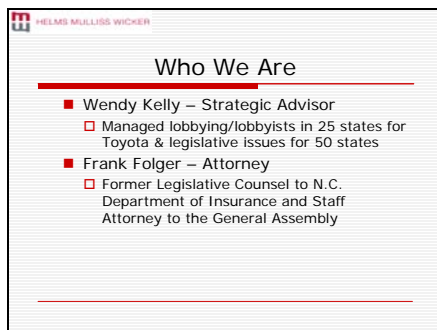 HELMS MULLISS WICKER
Who We Are
Wendy Kelly – Strategic Advisor
Managed lobbying/lobbyists in 25 states for
Toyota & legislative issues for 50 states
Frank Folger – Attorney
Former Legislative Counsel to N.C.
Department of Insurance and Staff
Attorney to the General Assembly